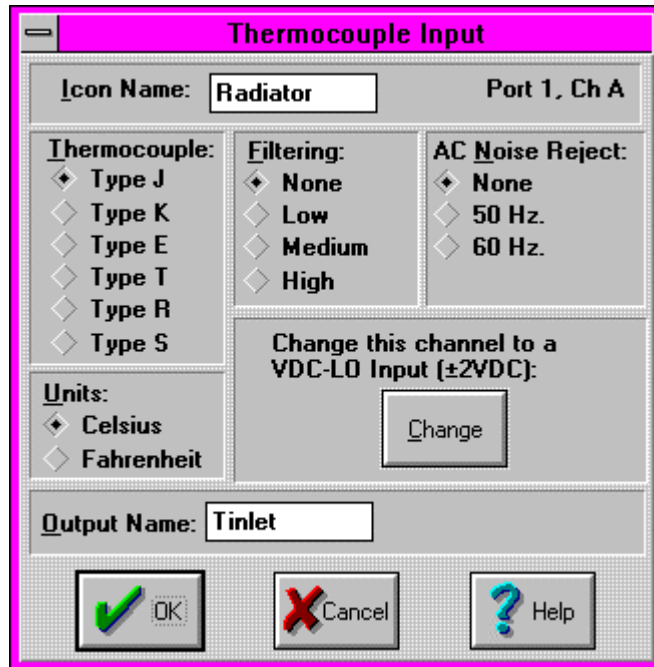 Thermocouple Input
Icon Name: Radiator Port 1, Ch A
Thermocouple:
Type J
Type K
Type E
Type T
Type R
Type S
Filtering:
None
Low
Medium
High
AC Noise Reject:
None
50 Hz.
60 Hz.
Units:
Celsius
Fahrenheit
Change this channel to a
VDC-LO Input (±2VDC):
Change
Output Name: Tinlet
OK
Cancel
Help